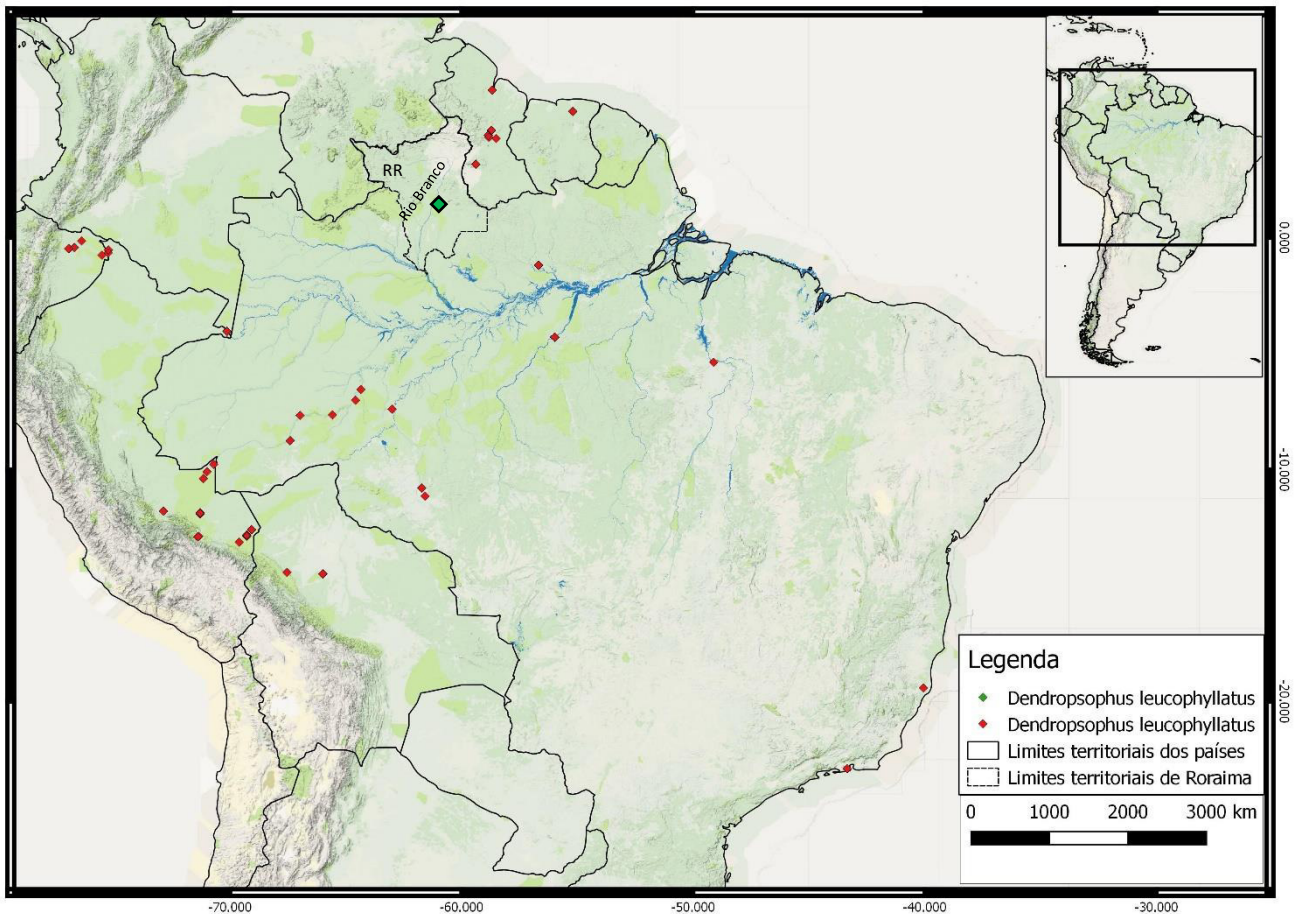 RR
RR
Rio Branco
0.000
-10.000
-20.000
Legenda
Dendropsophus leucophyllatus
Dendropsophus leucophyllatus
Limites territoriais dos países
Limites territoriais de Roraima
0 1000 2000 3000 km
-70.000 -60.000 -50.000 -40.000 -30.000